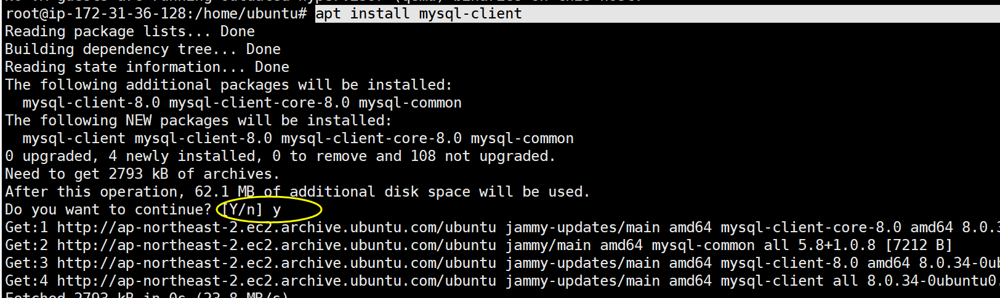 root@ip-172-31-36-128:/home/ubuntu# apt install mysql-client
Reading package lists... Done
Building dependency tree... Done
Reading state information... Done
The following additional packages will be installed:
  mysql-client-8.0 mysql-client-core-8.0 mysql-common
The following NEW packages will be installed:
  mysql-client mysql-client-8.0 mysql-client-core-8.0 mysql-common
0 upgraded, 4 newly installed, 0 to remove and 108 not upgraded.
Need to get 2793 kB of archives.
After this operation, 62.1 MB of additional disk space will be used.
Do you want to continue? [Y/n] y
Get:1 http://ap-northeast-2.ec2.archive.ubuntu.com/ubuntu jammy-updates/main amd64 mysql-client-core-8.0 amd64 8.0.3
Get:2 http://ap-northeast-2.ec2.archive.ubuntu.com/ubuntu jammy/main amd64 mysql-common all 5.8+1.0.8 [7212 B]
Get:3 http://ap-northeast-2.ec2.archive.ubuntu.com/ubuntu jammy-updates/main amd64 mysql-client-8.0 amd64 8.0.34-0ub
Get:4 http://ap-northeast-2.ec2.archive.ubuntu.com/ubuntu jammy-updates/main amd64 mysql-client all 8.0.34-0ubuntu0.
Fetched 2793 kB in 0s (23.8 MB/s)